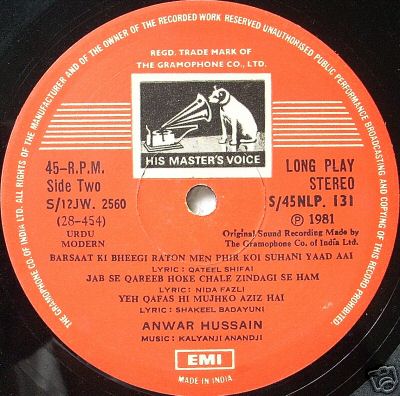 ALL RIGHTS OF THE MANUFACTURER AND OF THE OWNER OF THE RECORDED WORK RESERVED UNAUTHORISED PUBLIC PERFORMANCE BROADCASTING AND COPYING OF THIS RECORD PROHIBITED
THE GRAMOPHONE CO. OF INDIA LTD.
REGD. TRADE MARK OF
THE GRAMOPHONE CO., LTD.
HIS MASTER'S VOICE
45-R.P.M.
Side Two
S/12JW. 2560
(28-454)
URDU
MODERN
LONG PLAY
STEREO
S/45NLP. 131
Ⓟ 1981
Original Sound Recording Made by
The Gramophone Co. of India Ltd.
BARSAAT KI BHEEGI RATON MEN PHIR KOI SUHANI YAAD AAI
LYRIC: QATEEL SHIFAI
JAB SE QAREEB HOKE CHALE ZINDAGI SE HAM
LYRIC: NIDA FAZLI
YEH QAFAS HI MUJHKO AZIZ HAI
LYRIC: SHAKEEL BADAYUNI
ANWAR HUSSAIN
MUSIC: KALYANJI ANANDJI
EMI
MADE IN INDIA